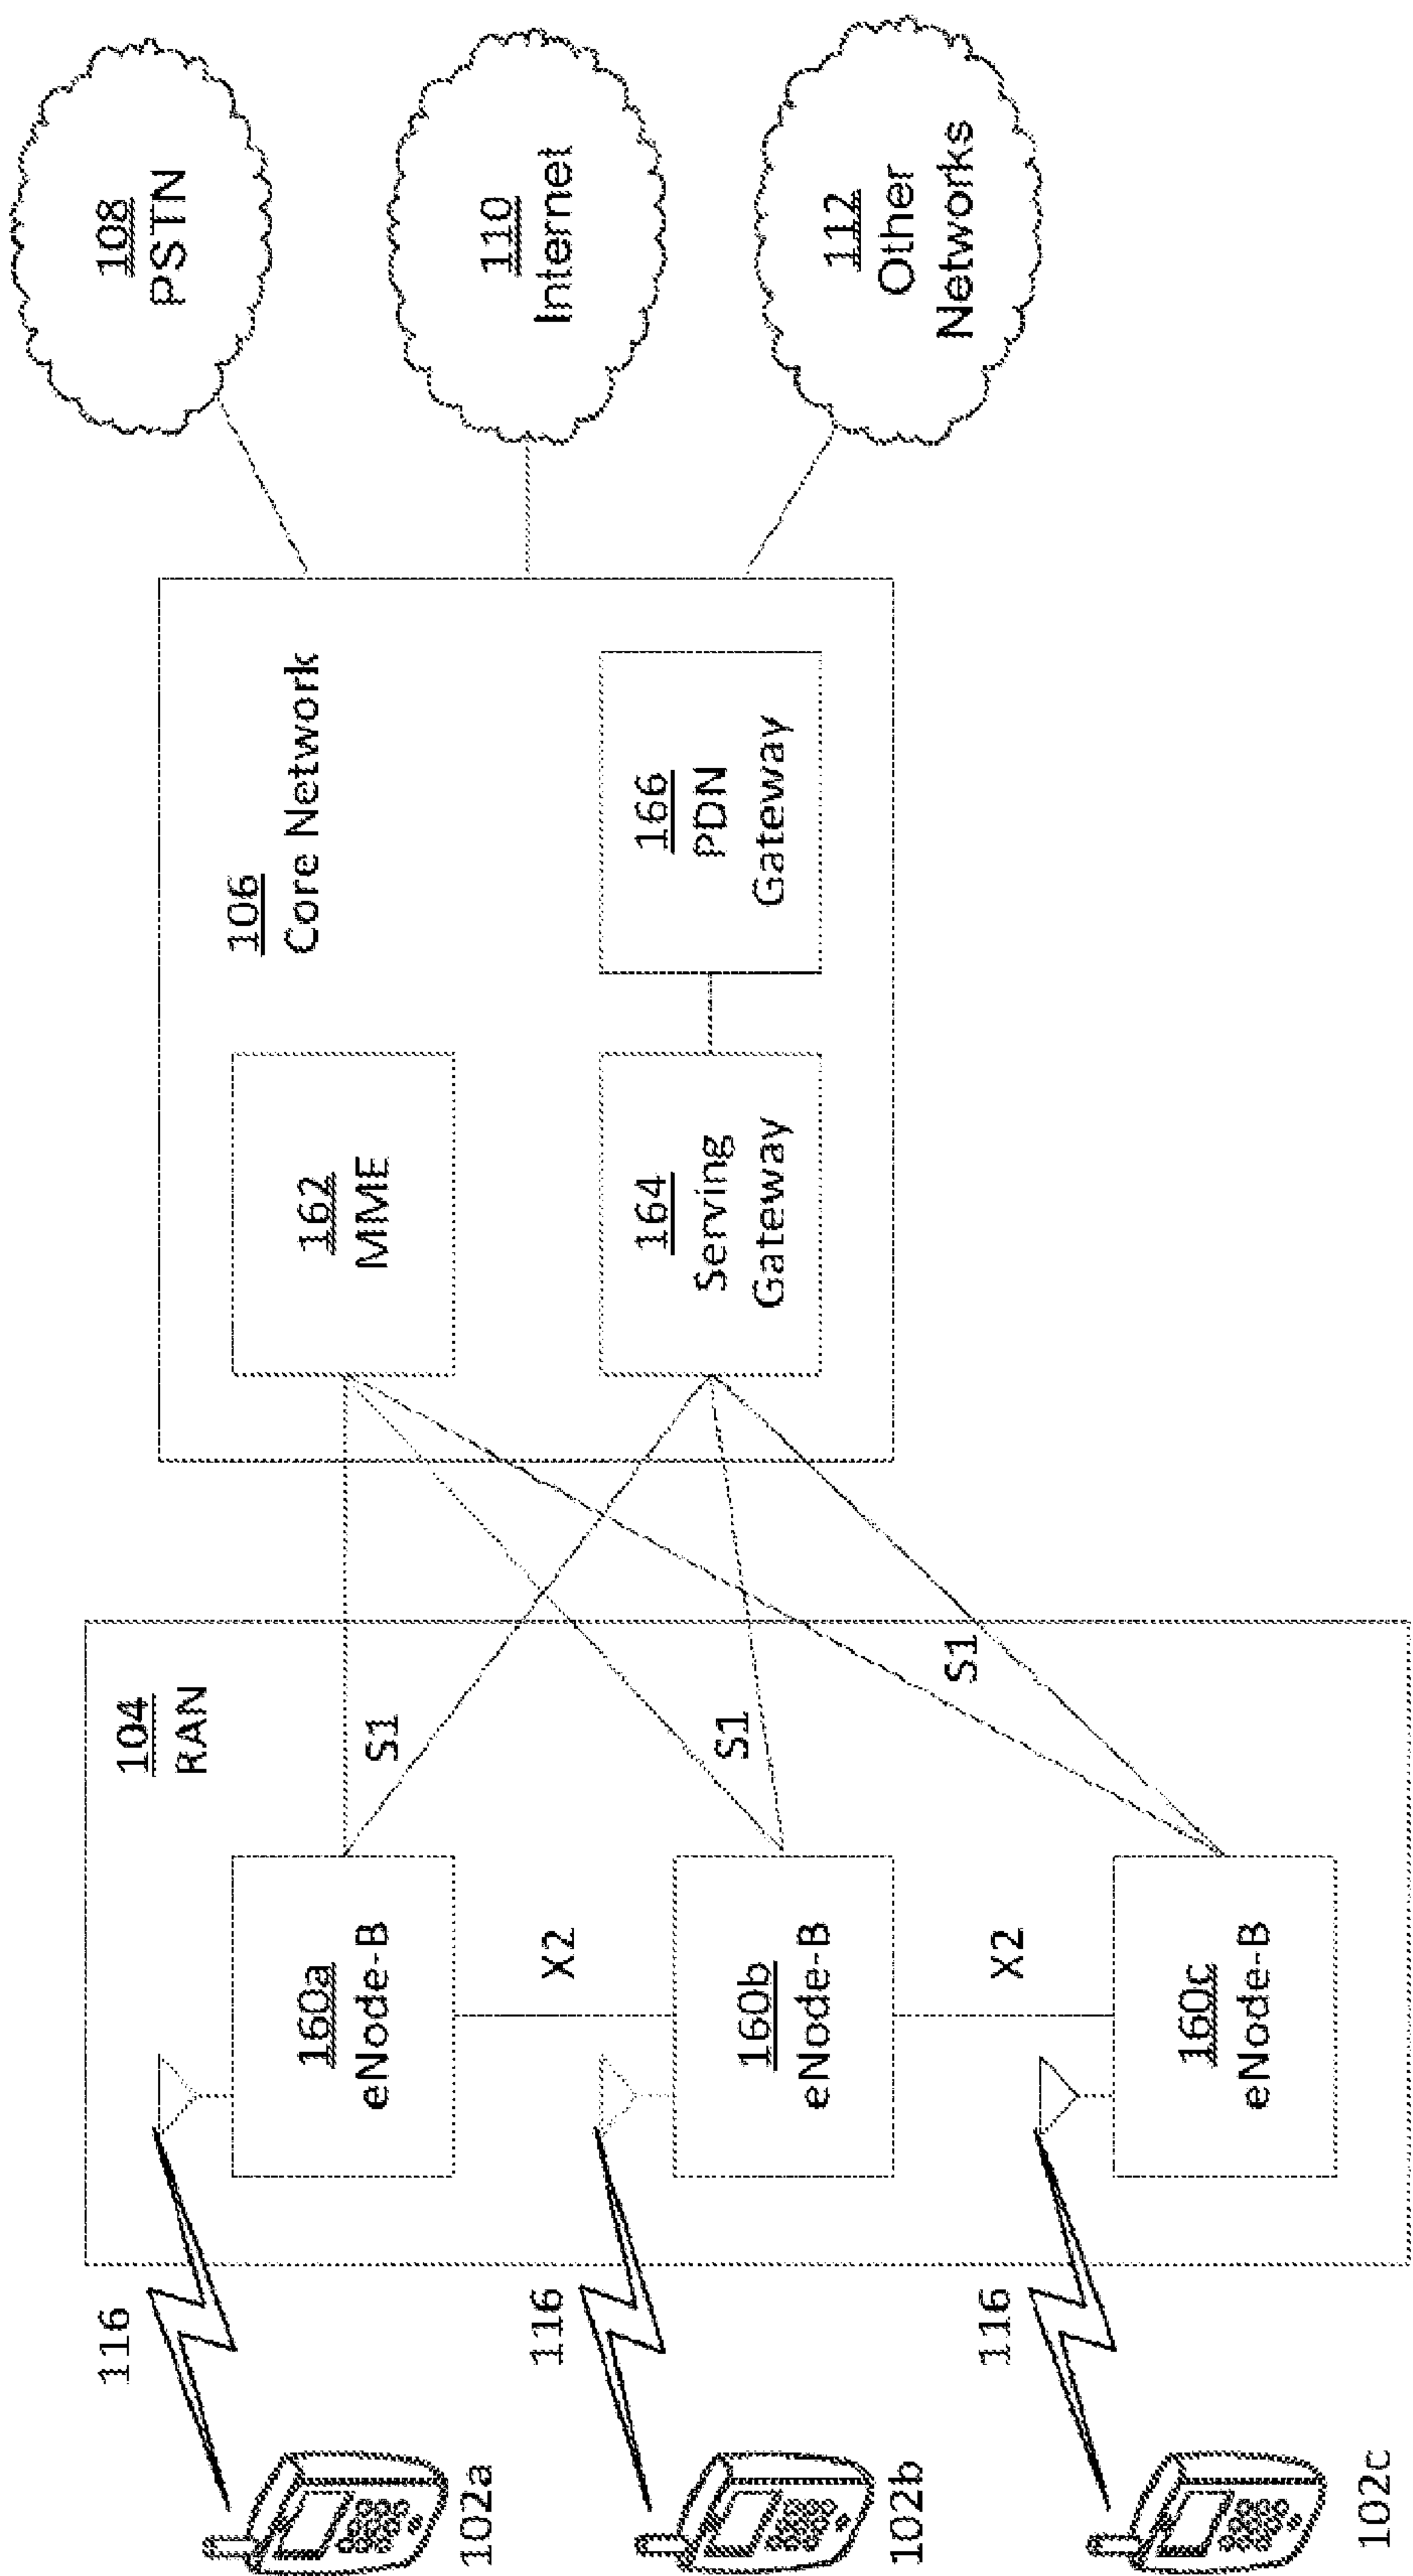 116
102a
116
102b
116
102c
104
RAN
160a
eNode-B
X2
160b
eNode-B
X2
160c
eNode-B
S1
S1
S1
106
Core Network
162
MME
164
Serving
Gateway
166
PDN
Gateway
108
PSTN
110
Internet
112
Other
Networks